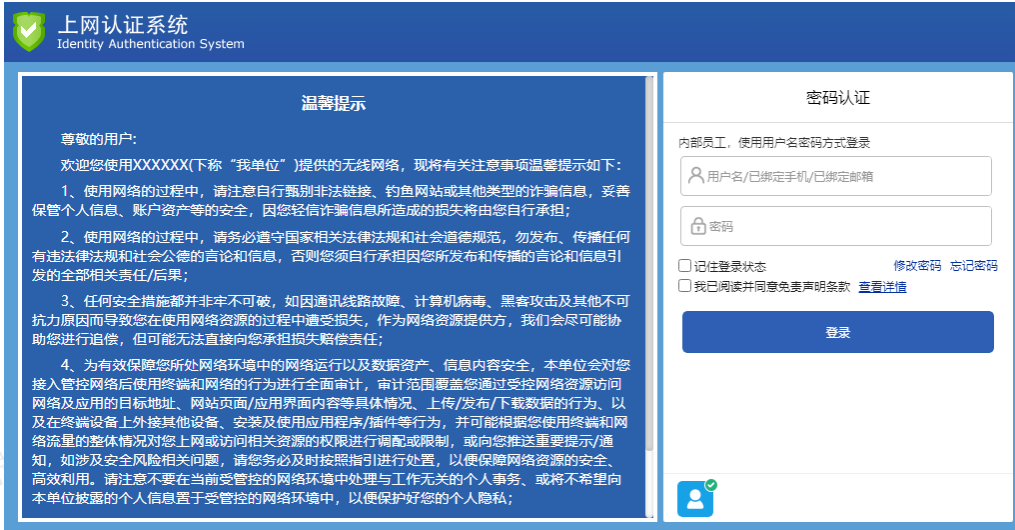 上网认证系统
Identity Authentication System
温馨提示
尊敬的用户:
欢迎您使用XXXXXX(下称“我单位”)提供的无线网络，现将有关注意事项温馨提示如下：
1、使用网络的过程中，请注意自行甄别非法链接、钓鱼网站或其他类型的诈骗信息，妥善
保管个人信息、账户资产等的安全，因您轻信诈骗信息所造成的损失将由您自行承担；
2、使用网络的过程中，请务必遵守国家相关法律法规和社会道德规范，勿发布、传播任何
有违法律法规和社会公德的言论和信息，否则您须自行承担因您所发布和传播的言论和信息引
发的全部相关责任/后果；
3、任何安全措施都并非牢不可破，如因通讯线路故障、计算机病毒、黑客攻击及其他不可
抗力原因而导致您在使用网络资源的过程中遭受损失，作为网络资源提供方，我们会尽可能协
助您进行追偿，但可能无法直接向您承担损失赔偿责任；
4、为有效保障您所处网络环境中的网络运行以及数据资产、信息内容安全，本单位会对您
接入管控网络后使用终端和网络的行为进行全面审计，审计范围覆盖您通过受控网络资源访问
网络及应用的目标地址、网站页面/应用界面内容等具体情况、上传/发布/下载数据的行为、以
及在终端设备上外接其他设备、安装及使用应用程序/插件等行为，并可能根据您使用终端和网
络流量的整体情况对您上网或访问相关资源的权限进行调配或限制，或向您推送重要提示/通
知，如涉及安全风险相关问题，请您务必及时按照指引进行处置，以便保障网络资源的安全、
高效利用。请注意不要在当前受管控的网络环境中处理与工作无关的个人事务、或将不希望向
本单位披露的个人信息置于受管控的网络环境中，以便保护好您的个人隐私；
密码认证
内部员工，使用用户名密码方式登录
用户名/已绑定手机/已绑定邮箱
密码
记住登录状态 修改密码 忘记密码
我已阅读并同意免责声明条款 查看详情
登录